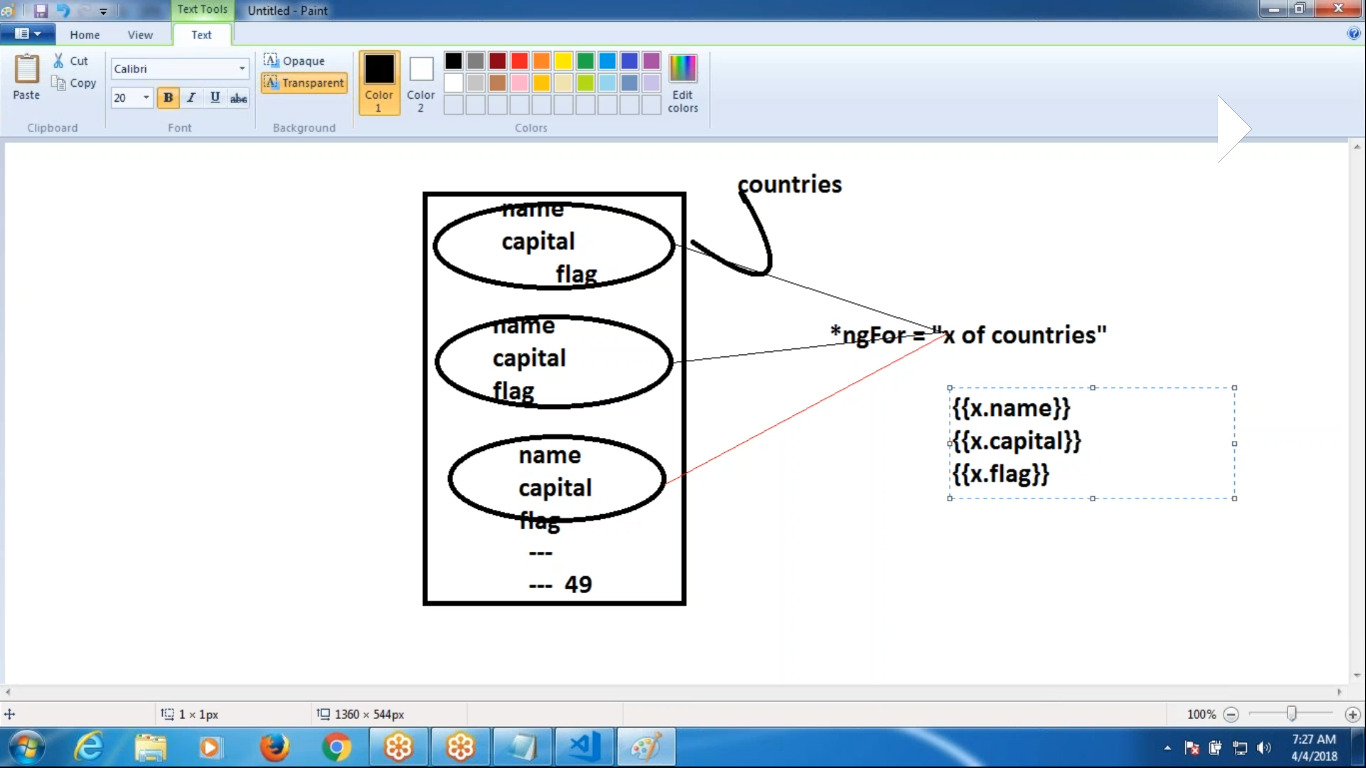 Text Tools
Untitled - Paint
Home
View
Text
Paste
Cut
Copy
Clipboard
Calibri
20
B I U abc
Font
Opaque
Transparent
Background
Color
1
Color
2
Edit
colors
Colors
countries
name
capital
flag
name
capital
flag
name
capital
flag
---
--- 49
*ngFor = "x of countries"
{{x.name}}
{{x.capital}}
{{x.flag}}
1 × 1px
1360 × 544px
100%
7:27 AM
4/4/2018